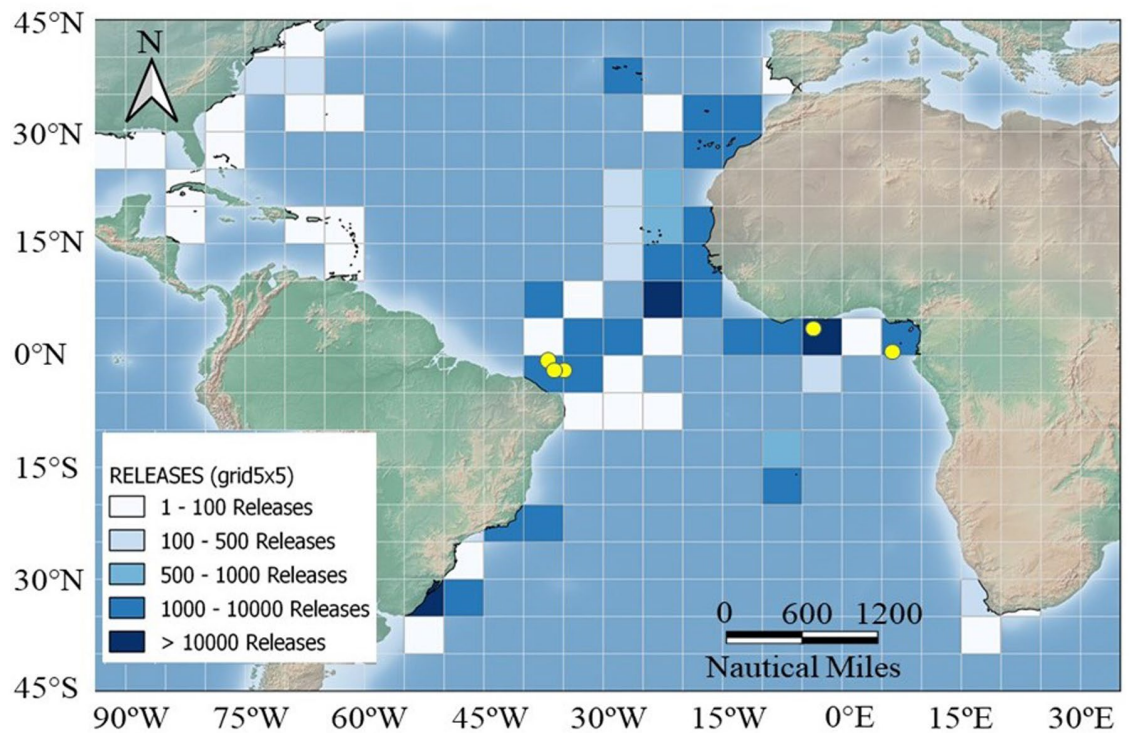 45°N
N
30°N
15°N
0°N
15°S
30°N
45°S
RELEASES (grid5x5)
1 - 100 Releases
100 - 500 Releases
500 - 1000 Releases
1000 - 10000 Releases
> 10000 Releases
0 600 1200
Nautical Miles
90°W 75°W 60°W 45°W 30°W 15°W 0°E 15°E 30°E